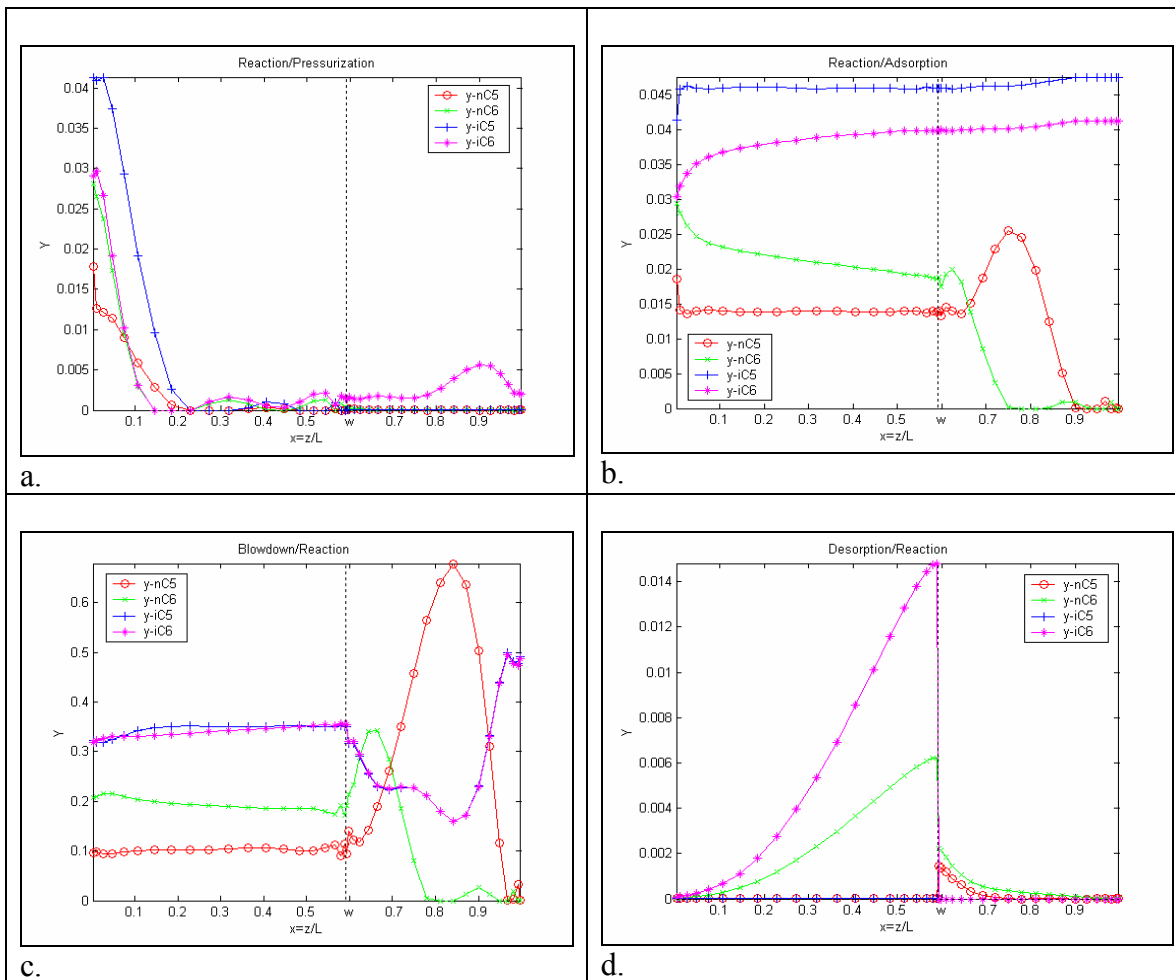 Reaction/Pressurization
0.04
0.035
0.03
0.025
0.02
0.015
0.01
0.005
0
Y
y-nC5
y-nC6
y-iC5
y-iC6
0.1 0.2 0.3 0.4 0.5 w 0.7 0.8 0.9
x=z/L
a.
Reaction/Adsorption
0.045
0.04
0.035
0.03
0.025
0.02
0.015
0.01
0.005
0
Y
y-nC5
y-nC6
y-iC5
y-iC6
0.1 0.2 0.3 0.4 0.5 w 0.7 0.8 0.9
x=z/L
b.
Blowdown/Reaction
0.6
0.5
0.4
0.3
0.2
0.1
0
Y
y-nC5
y-nC6
y-iC5
y-iC6
0.1 0.2 0.3 0.4 0.5 w 0.7 0.8 0.9
x=z/L
c.
Desorption/Reaction
0.014
0.012
0.01
0.008
0.006
0.004
0.002
0
Y
y-nC5
y-nC6
y-iC5
y-iC6
0.1 0.2 0.3 0.4 0.5 w 0.7 0.8 0.9
x=z/L
d.